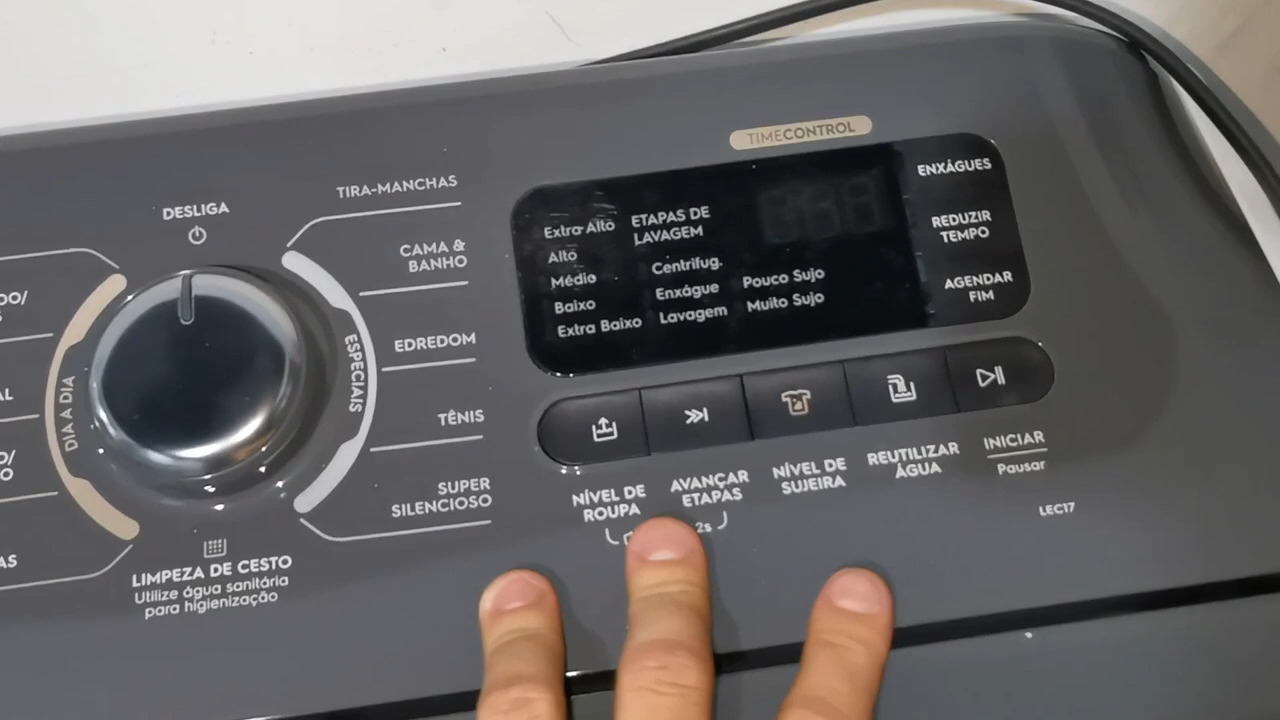 TIMECONTROL
DESLIGA
DIA A DIA
ESPECIAIS
TIRA-MANCHAS
CAMA &
BANHO
EDREDOM
TÊNIS
SUPER
SILENCIOSO
LIMPEZA DE CESTO
Utilize água sanitária
para higienização
Extra Alto
Alto
Médio
Baixo
Extra Baixo
ETAPAS DE
LAVAGEM
Centrifug.
Enxágue
Lavagem
Pouco Sujo
Muito Sujo
ENXÁGUES
REDUZIR
TEMPO
AGENDAR
FIM
NÍVEL DE
ROUPA
AVANÇAR
ETAPAS
2s
NÍVEL DE
SUJEIRA
REUTILIZAR
ÁGUA
INICIAR
Pausar
LEC17